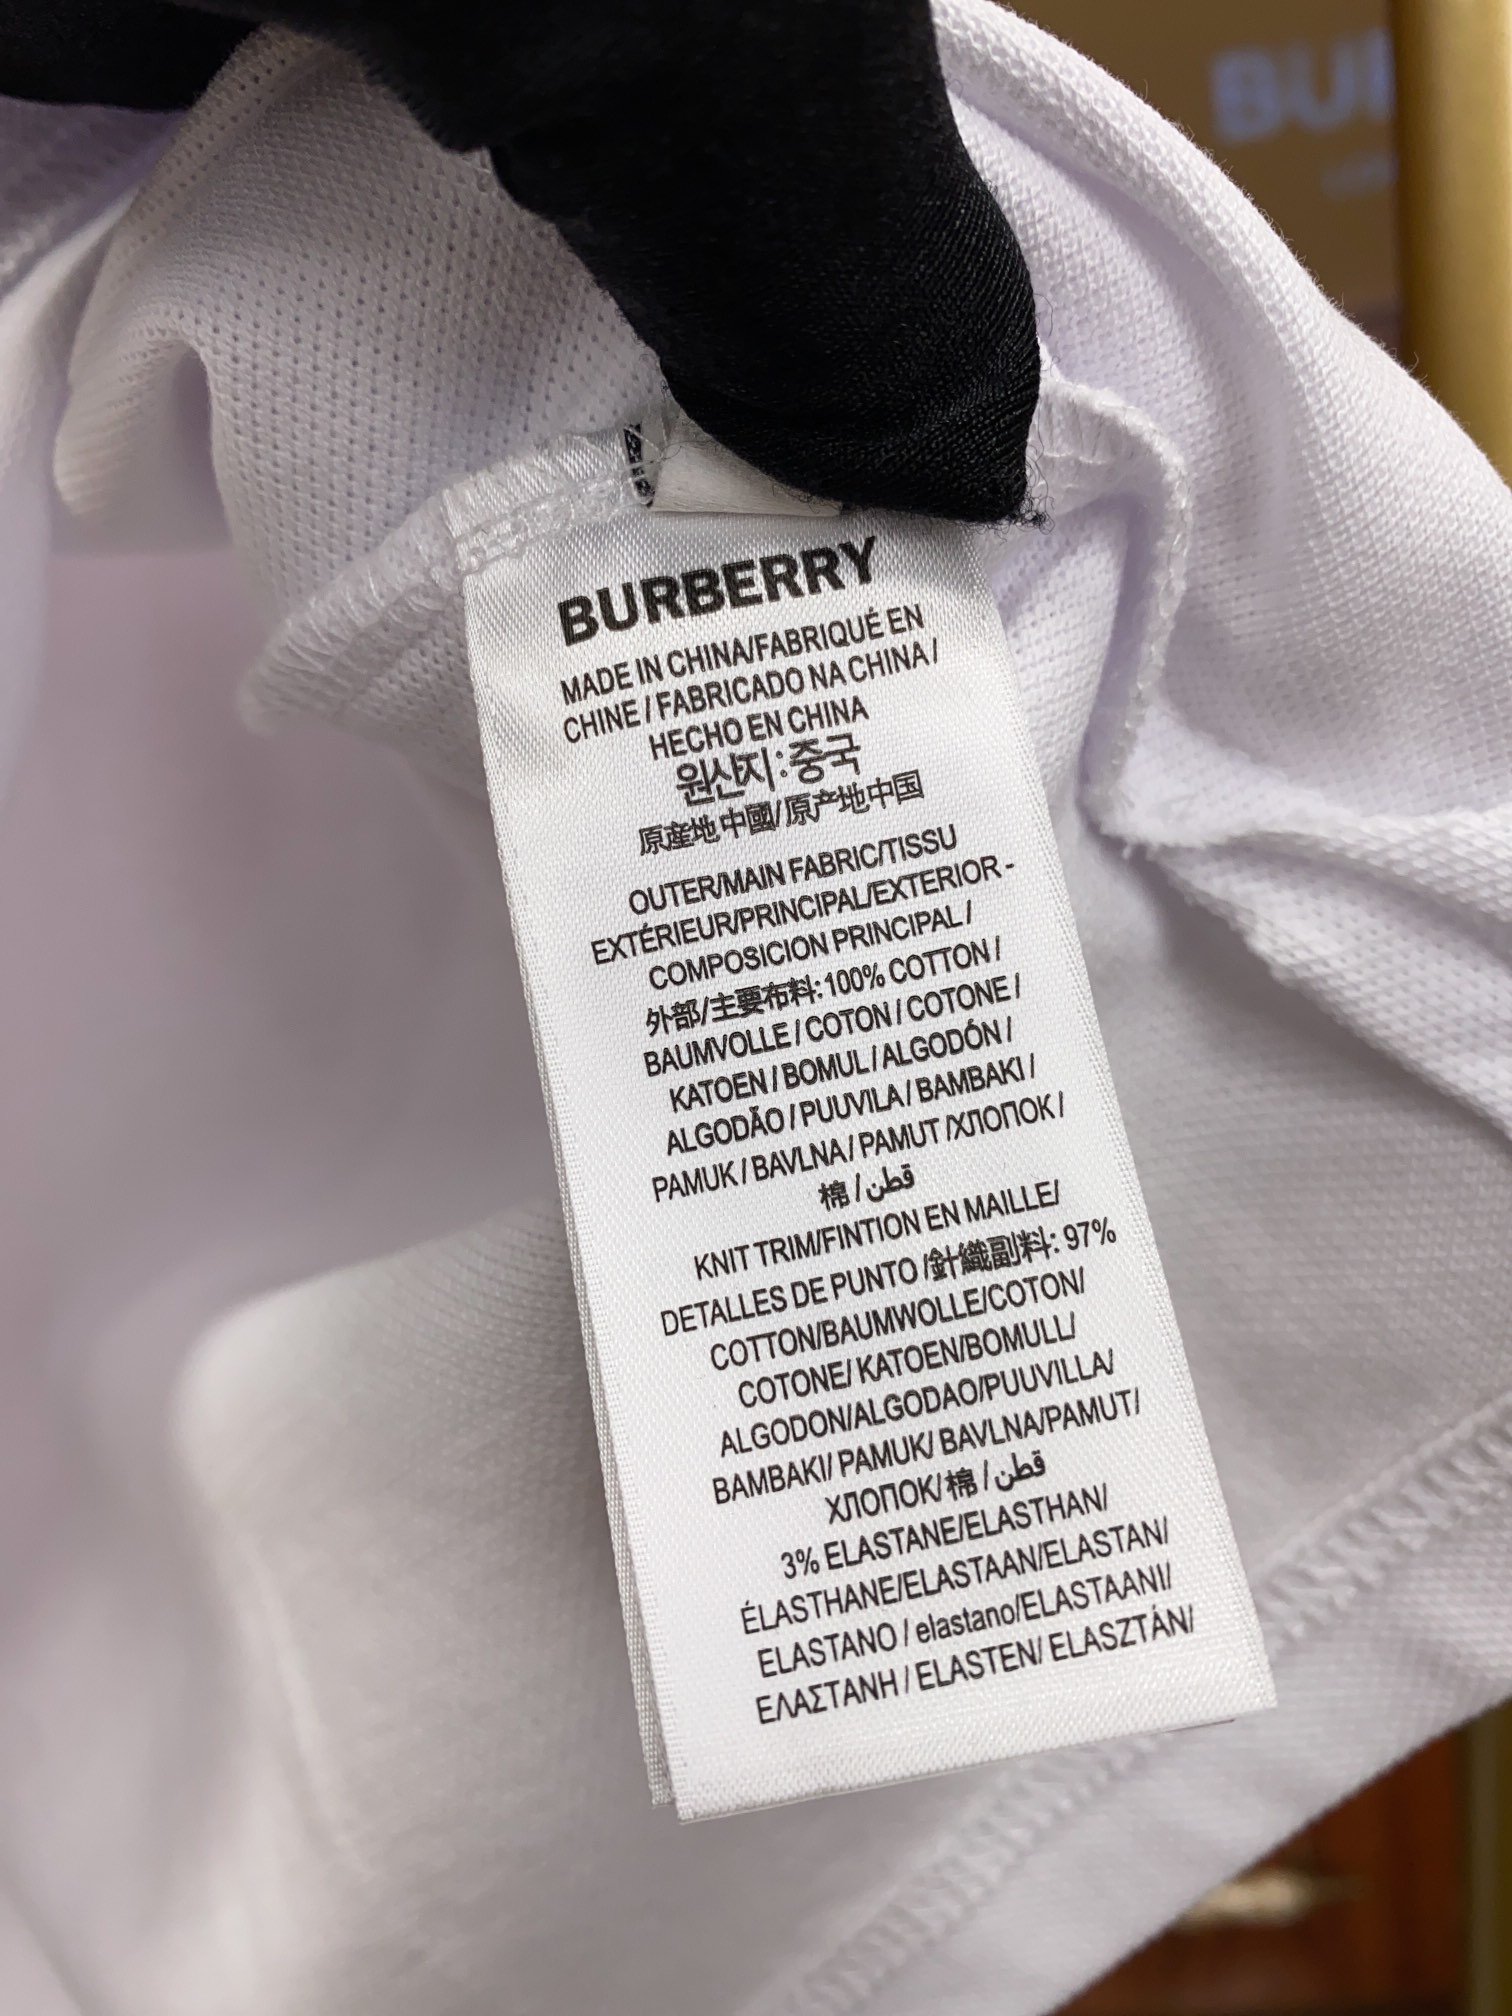 BU
BURBERRY
MADE IN CHINA/FABRIQUÉ EN
CHINE / FABRICADO NA CHINA /
HECHO EN CHINA
원산지:중국
原産地中國/原产地中国
OUTER/MAIN FABRIC/TISSU
EXTÉRIEUR/PRINCIPAL/EXTERIOR -
COMPOSICION PRINCIPAL /
外部/主要布料:100% COTTON /
BAUMVOLLE / COTON / COTONE /
KATOEN / BOMUL / ALGODÓN /
ALGODÃO / PUUVILA / BAMBAKI /
PAMUK / BAVLNA / PAMUT /ХЛОПОК /
棉 / قطن
KNIT TRIM/FINTION EN MAILLE/
DETALLES DE PUNTO /針織副料: 97%
COTTON/BAUMWOLLE/COTON/
COTONE/ KATOEN/BOMULL/
ALGODON/ALGODAO/PUUVILLA/
BAMBAKI/ PAMUK/ BAVLNA/PAMUT/
ХЛОПОК/ 棉 / قطن
3% ELASTANE/ELASTHAN/
ÉLASTHANE/ELASTAAN/ELASTAN/
ELASTANO / elastano/ELASTAANI/
ΕΛΑΣΤΑΝΗ / ELASTEN/ ELASZTÁN/